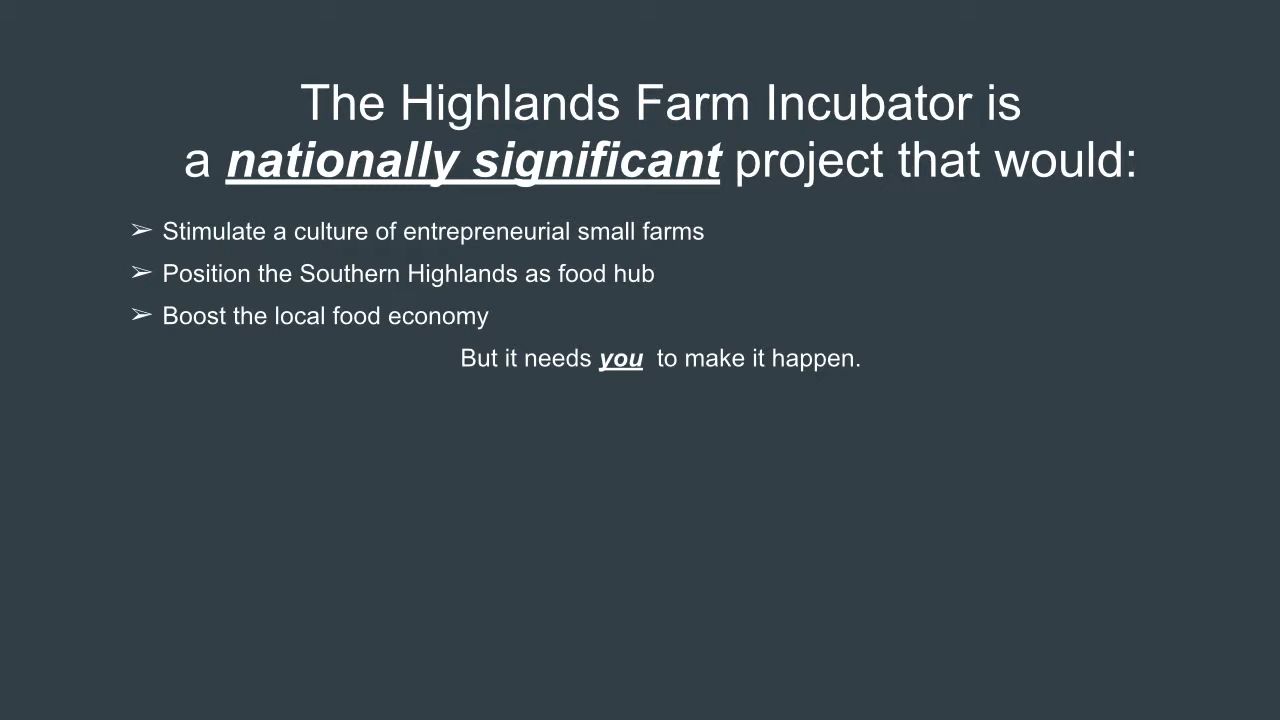 The Highlands Farm Incubator is
a nationally significant project that would:
➢ Stimulate a culture of entrepreneurial small farms
➢ Position the Southern Highlands as food hub
➢ Boost the local food economy
But it needs you to make it happen.